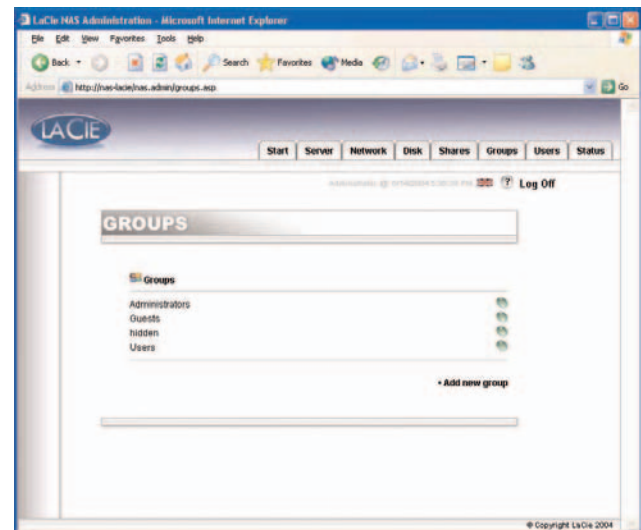 LaCie NAS Administration - Microsoft Internet Explorer
File Edit View Favorites Tools Help
Back Search Favorites Media
Address http://nas-lacie/nas.admin/groups.asp Go
LACIE
Start Server Network Disk Shares Groups Users Status
? Log Off
GROUPS
Groups
Administrators
Guests
hidden
Users
• Add new group
© Copyright LaCie 2004